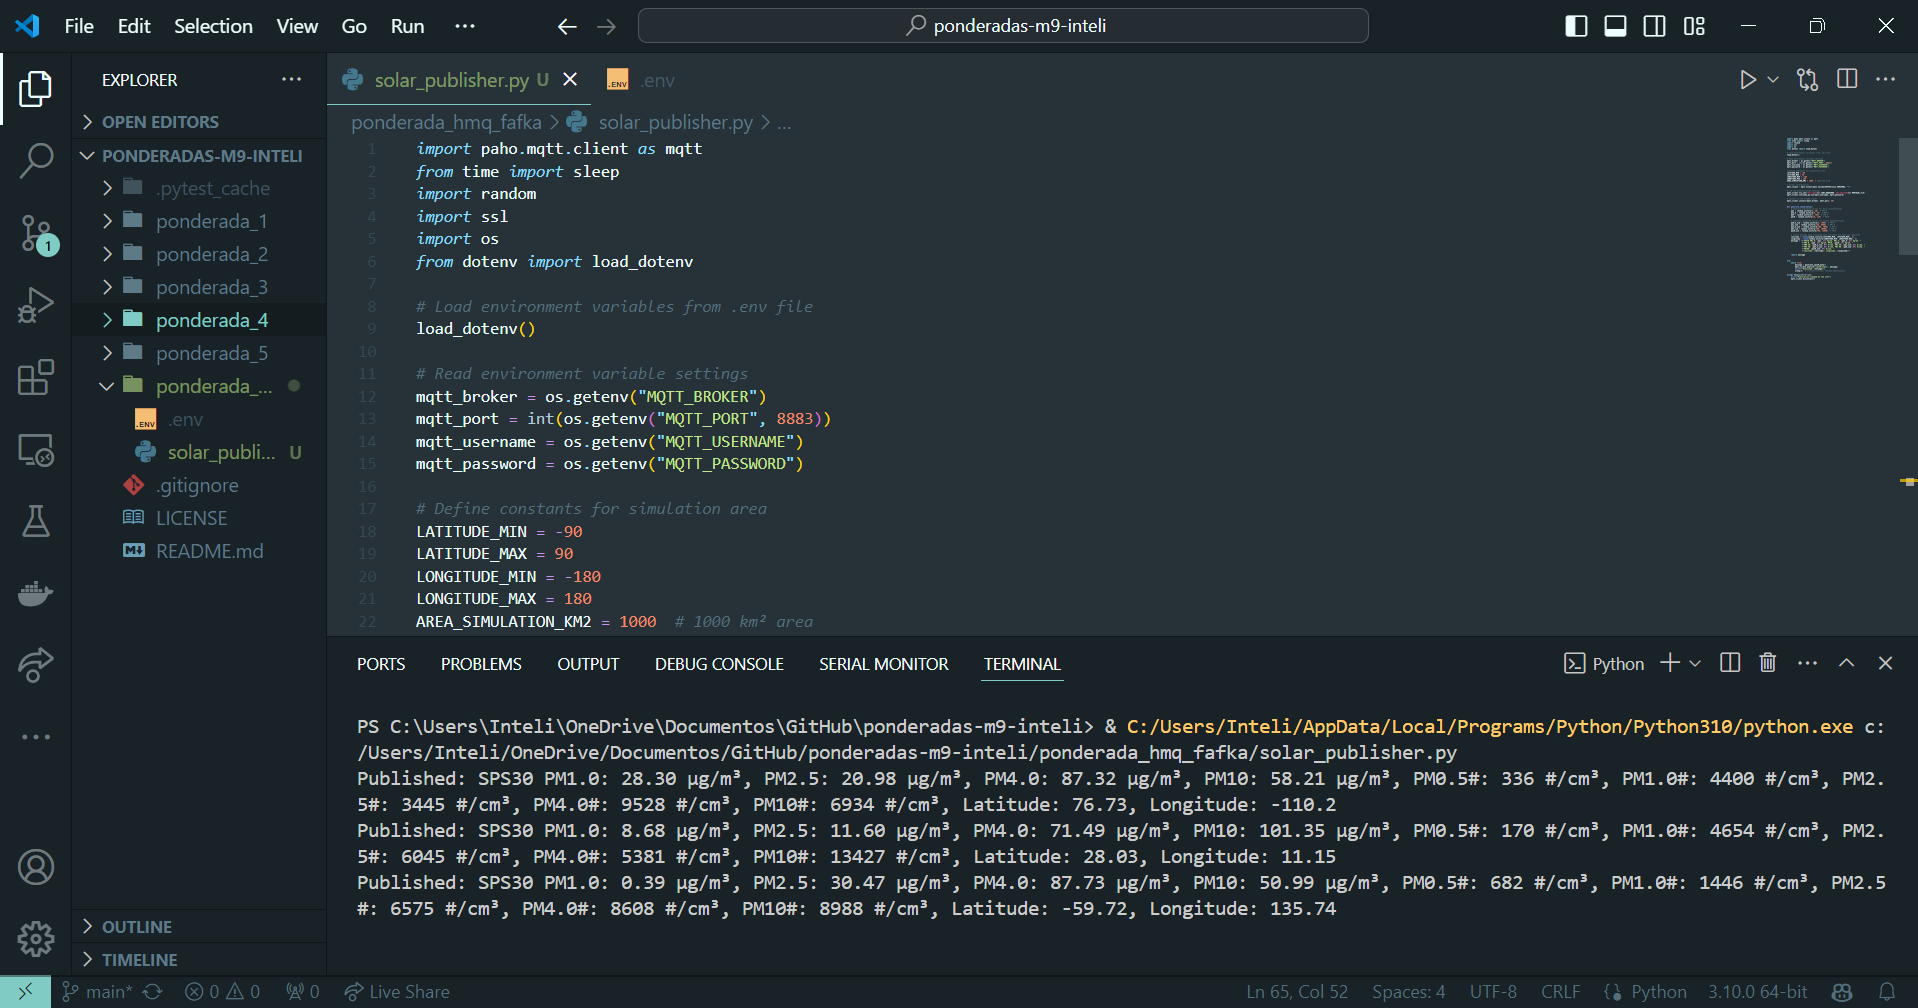 File Edit Selection View Go Run ···
ponderadas-m9-inteli
EXPLORER ···
OPEN EDITORS
PONDERADAS-M9-INTELI
.pytest_cache
ponderada_1
ponderada_2
ponderada_3
ponderada_4
ponderada_5
ponderada_...
.env
solar_publi... U
.gitignore
LICENSE
README.md
OUTLINE
TIMELINE
1
solar_publisher.py U
.env
ponderada_hmq_fafka > solar_publisher.py > ...
1 import paho.mqtt.client as mqtt
2 from time import sleep
3 import random
4 import ssl
5 import os
6 from dotenv import load_dotenv
7
8 # Load environment variables from .env file
9 load_dotenv()
10
11 # Read environment variable settings
12 mqtt_broker = os.getenv("MQTT_BROKER")
13 mqtt_port = int(os.getenv("MQTT_PORT", 8883))
14 mqtt_username = os.getenv("MQTT_USERNAME")
15 mqtt_password = os.getenv("MQTT_PASSWORD")
16
17 # Define constants for simulation area
18 LATITUDE_MIN = -90
19 LATITUDE_MAX = 90
20 LONGITUDE_MIN = -180
21 LONGITUDE_MAX = 180
22 AREA_SIMULATION_KM2 = 1000 # 1000 km² area
PORTS PROBLEMS OUTPUT DEBUG CONSOLE SERIAL MONITOR TERMINAL
Python
PS C:\Users\Inteli\OneDrive\Documentos\GitHub\ponderadas-m9-inteli> & C:/Users/Inteli/AppData/Local/Programs/Python/Python310/python.exe c:
/Users/Inteli/OneDrive/Documentos/GitHub/ponderadas-m9-inteli/ponderada_hmq_fafka/solar_publisher.py
Published: SPS30 PM1.0: 28.30 µg/m³, PM2.5: 20.98 µg/m³, PM4.0: 87.32 µg/m³, PM10: 58.21 µg/m³, PM0.5#: 336 #/cm³, PM1.0#: 4400 #/cm³, PM2.
5#: 3445 #/cm³, PM4.0#: 9528 #/cm³, PM10#: 6934 #/cm³, Latitude: 76.73, Longitude: -110.2
Published: SPS30 PM1.0: 8.68 µg/m³, PM2.5: 11.60 µg/m³, PM4.0: 71.49 µg/m³, PM10: 101.35 µg/m³, PM0.5#: 170 #/cm³, PM1.0#: 4654 #/cm³, PM2.
5#: 6045 #/cm³, PM4.0#: 5381 #/cm³, PM10#: 13427 #/cm³, Latitude: 28.03, Longitude: 11.15
Published: SPS30 PM1.0: 0.39 µg/m³, PM2.5: 30.47 µg/m³, PM4.0: 87.73 µg/m³, PM10: 50.99 µg/m³, PM0.5#: 682 #/cm³, PM1.0#: 1446 #/cm³, PM2.5
#: 6575 #/cm³, PM4.0#: 8608 #/cm³, PM10#: 8988 #/cm³, Latitude: -59.72, Longitude: 135.74
main* 0 0 0 Live Share Ln 65, Col 52 Spaces: 4 UTF-8 CRLF Python 3.10.0 64-bit